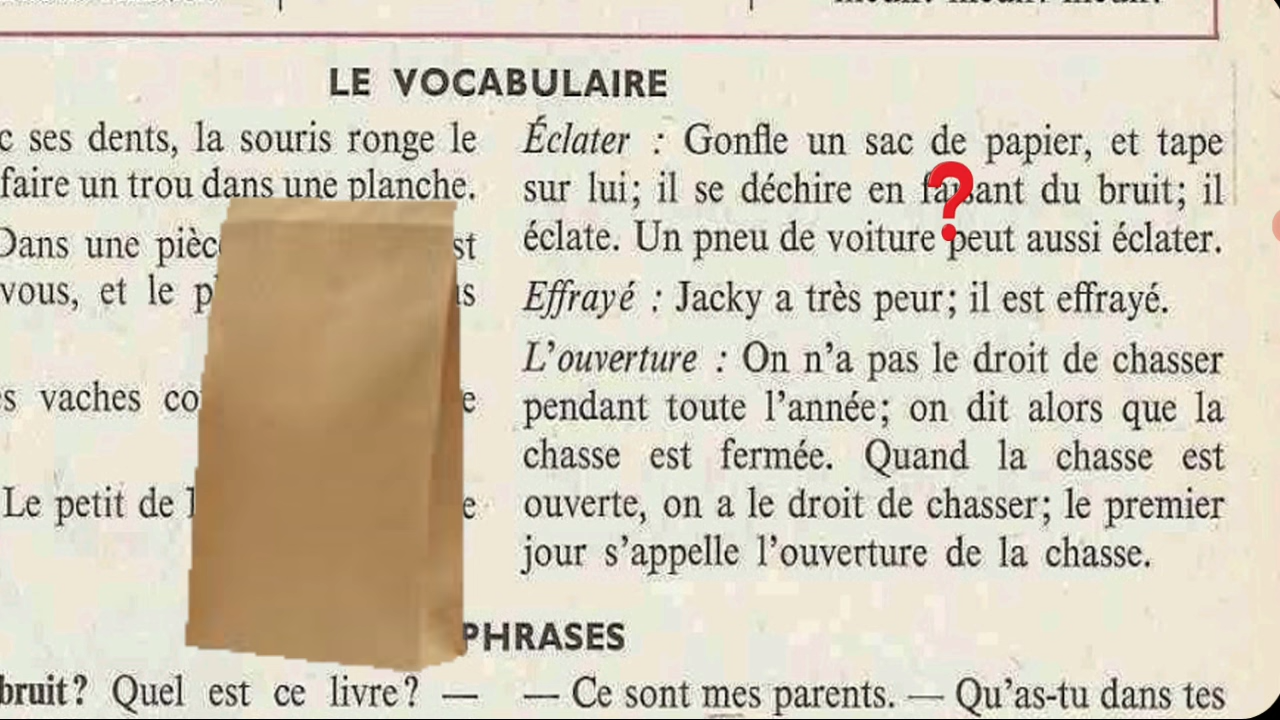 LE VOCABULAIRE
c ses dents, la souris ronge le
faire un trou dans une planche.
Dans une pièc st
vous, et le p s
s vaches co e
Le petit de l e
Éclater : Gonfle un sac de papier, et tape
sur lui; il se déchire en faisant du bruit; il
éclate. Un pneu de voiture peut aussi éclater.
Effrayé : Jacky a très peur; il est effrayé.
L'ouverture : On n'a pas le droit de chasser
pendant toute l'année; on dit alors que la
chasse est fermée. Quand la chasse est
ouverte, on a le droit de chasser; le premier
jour s'appelle l'ouverture de la chasse.
PHRASES
bruit? Quel est ce livre? —
— Ce sont mes parents. — Qu'as-tu dans tes